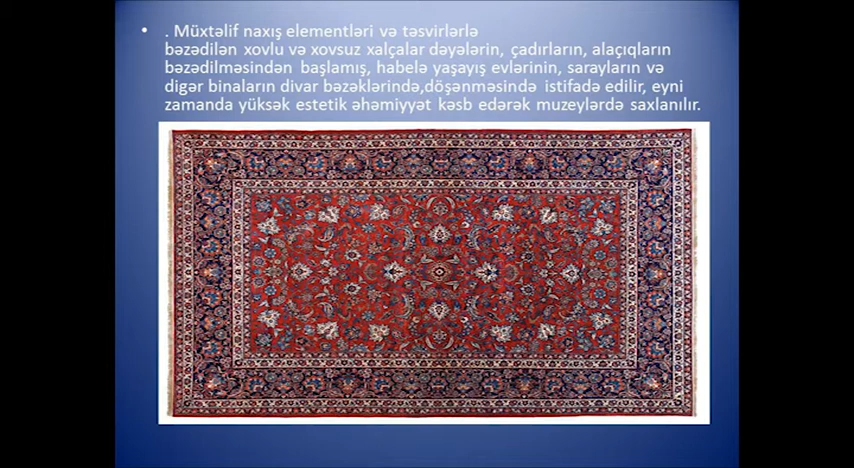 • . Müxtəlif naxış elementləri və təsvirlərlə
bəzədilən xovlu və xovsuz xalçalar dəyələrin, çadırların, alaçıqların
bəzədilməsindən başlamış, habelə yaşayış evlərinin, sarayların və
digər binaların divar bəzəklərində,döşənməsində istifadə edilir, eyni
zamanda yüksək estetik əhəmiyyət kəsb edərək muzeylərdə saxlanılır.